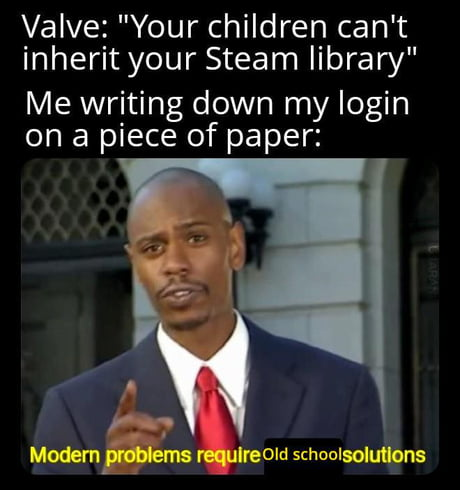 Valve: "Your children can't
inherit your Steam library"
Me writing down my login
on a piece of paper:
Modern problems require Old school solutions